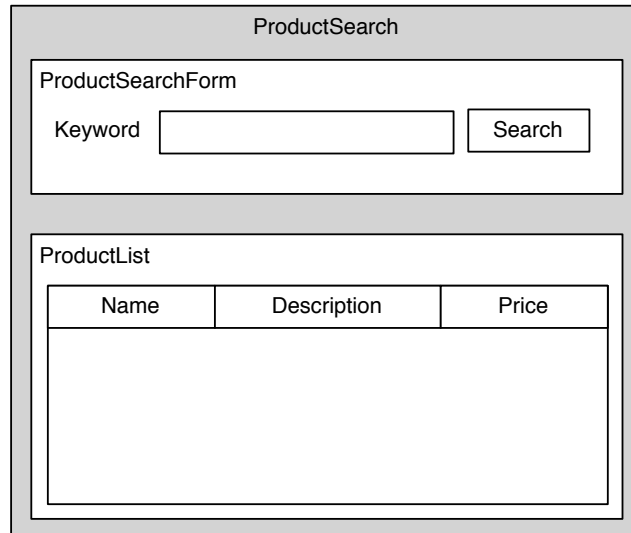 ProductSearch
ProductSearchForm
Keyword Search
ProductList
Name Description Price